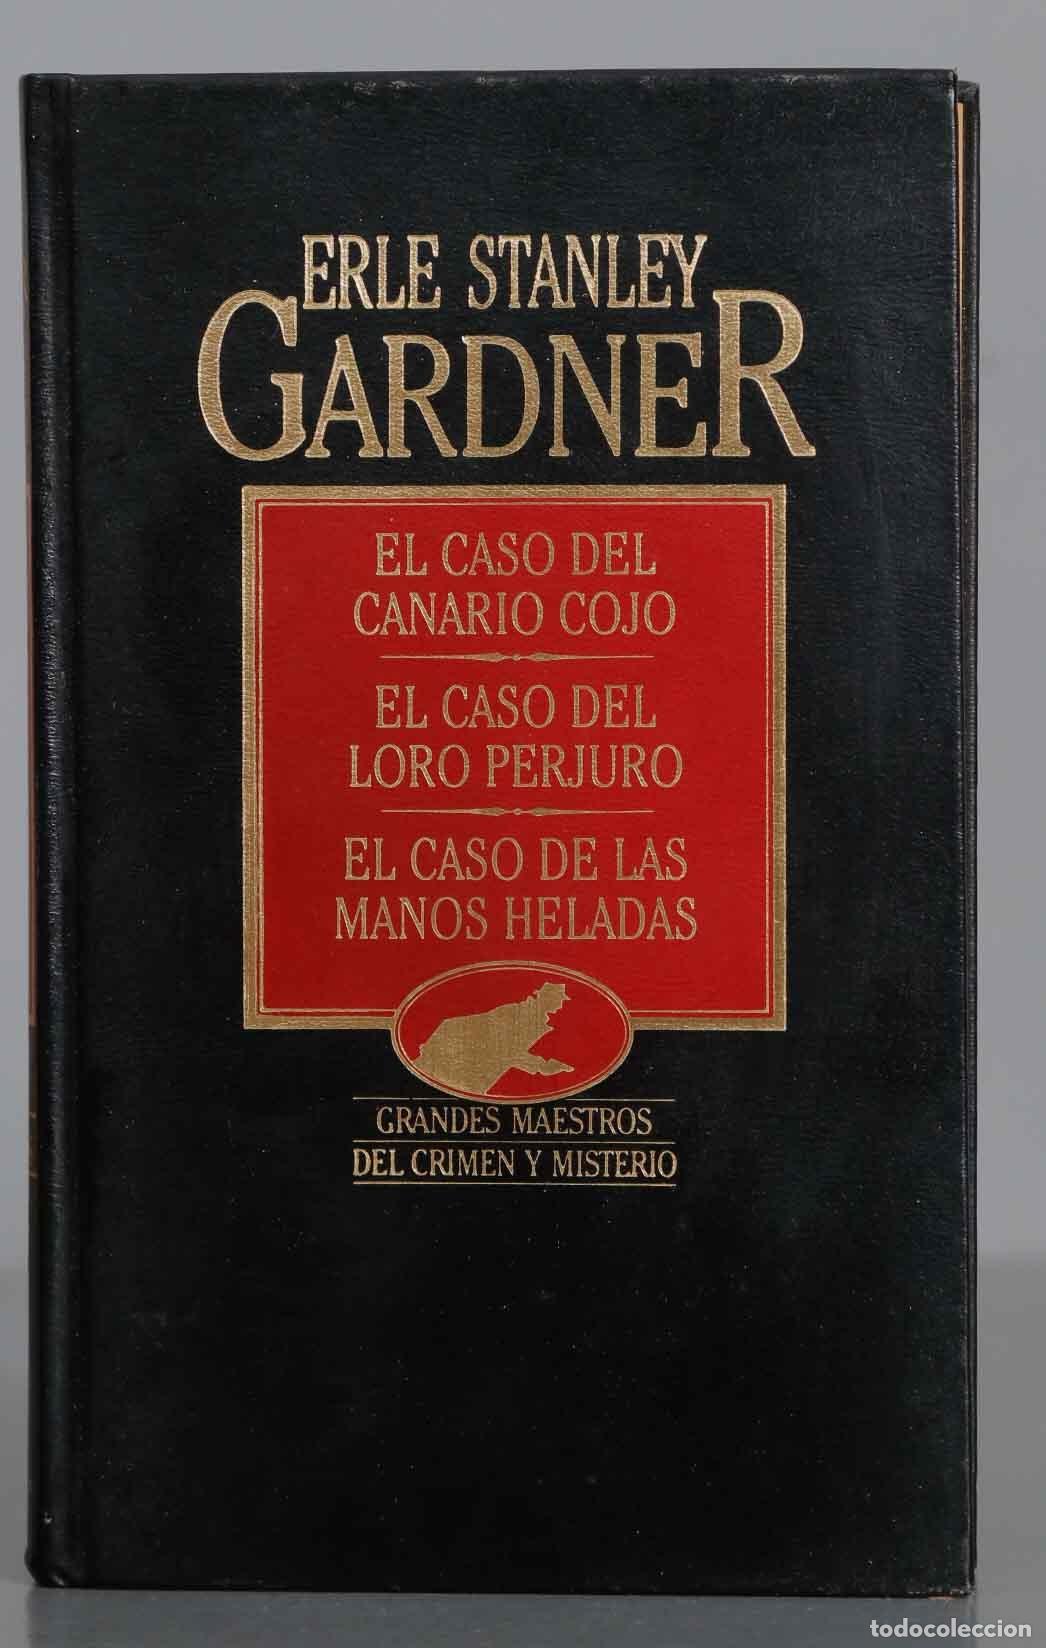 ERLE STANLEY
GARDNER
EL CASO DEL
CANARIO COJO
EL CASO DEL
LORO PERJURO
EL CASO DE LAS
MANOS HELADAS
GRANDES MAESTROS
DEL CRIMEN Y MISTERIO
todocoleccion